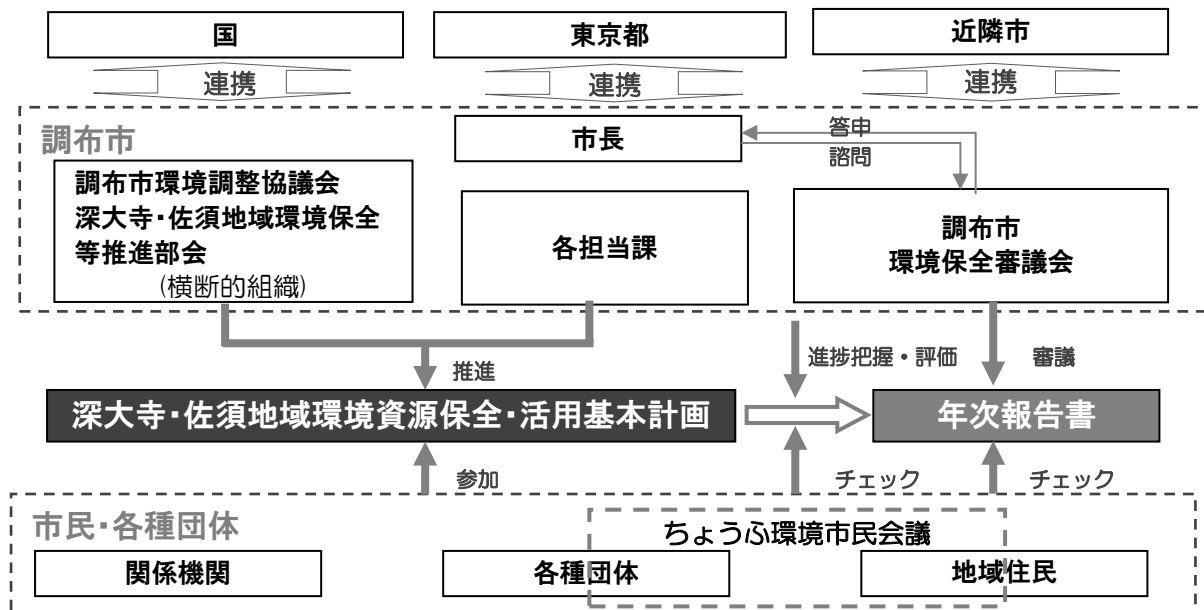 国
東京都
近隣市
連携
連携
連携
調布市
市長
答申
諮問
調布市環境調整協議会
深大寺・佐須地域環境保全
等推進部会
(横断的組織)
各担当課
調布市
環境保全審議会
推進
進捗把握・評価
審議
深大寺・佐須地域環境資源保全・活用基本計画
年次報告書
参加
チェック
チェック
市民・各種団体
ちょうふ環境市民会議
関係機関
各種団体
地域住民